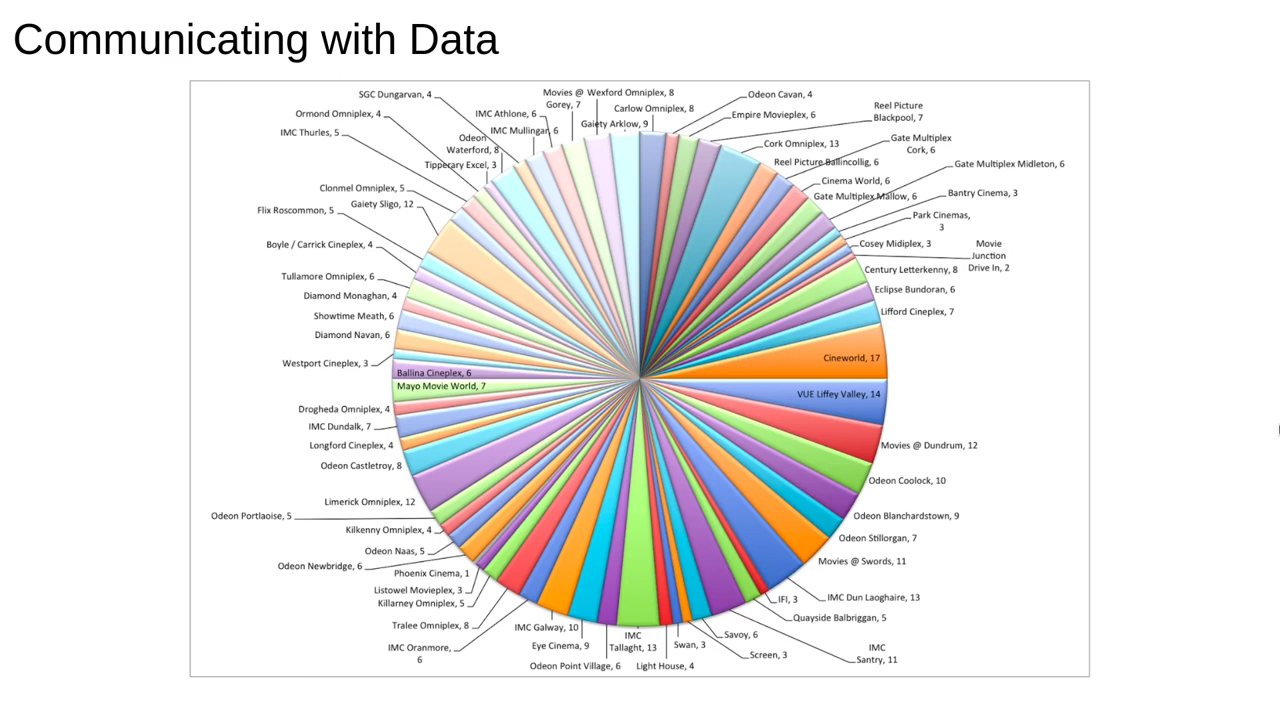 Communicating with Data
SGC Dungarvan, 4
Movies @
Gorey, 7
Wexford Omniplex, 8
Odeon Cavan, 4
Ormond Omniplex, 4
IMC Athlone, 6
Carlow Omniplex, 8
Empire Movieplex, 6
Reel Picture
Blackpool, 7
IMC Thurles, 5
IMC Mullingar, 6
Gaiety Arklow, 9
Odeon
Waterford, 8
Cork Omniplex, 13
Gate Multiplex
Cork, 6
Tipperary Excel, 3
Reel Picture Ballincollig, 6
Gate Multiplex Midleton, 6
Clonmel Omniplex, 5
Cinema World, 6
Gaiety Sligo, 12
Gate Multiplex Mallow, 6
Bantry Cinema, 3
Flix Roscommon, 5
Park Cinemas,
3
Boyle / Carrick Cineplex, 4
Cosey Midiplex, 3
Movie
Junction
Drive In, 2
Tullamore Omniplex, 6
Century Letterkenny, 8
Diamond Monaghan, 4
Eclipse Bundoran, 6
Showtime Meath, 6
Lifford Cineplex, 7
Diamond Navan, 6
Westport Cineplex, 3
Cineworld, 17
Ballina Cineplex, 6
Mayo Movie World, 7
VUE Liffey Valley, 14
Drogheda Omniplex, 4
IMC Dundalk, 7
Longford Cineplex, 4
Movies @ Dundrum, 12
Odeon Castletroy, 8
Odeon Coolock, 10
Limerick Omniplex, 12
Odeon Portlaoise, 5
Odeon Blanchardstown, 9
Kilkenny Omniplex, 4
Odeon Stillorgan, 7
Odeon Naas, 5
Movies @ Swords, 11
Odeon Newbridge, 6
Phoenix Cinema, 1
Listowel Movieplex, 3
IMC Dun Laoghaire, 13
Killarney Omniplex, 5
IFI, 3
Quayside Balbriggan, 5
Tralee Omniplex, 8
IMC Galway, 10
IMC
Tallaght, 13
Savoy, 6
IMC Oranmore,
6
Eye Cinema, 9
Swan, 3
Screen, 3
IMC
Santry, 11
Odeon Point Village, 6
Light House, 4